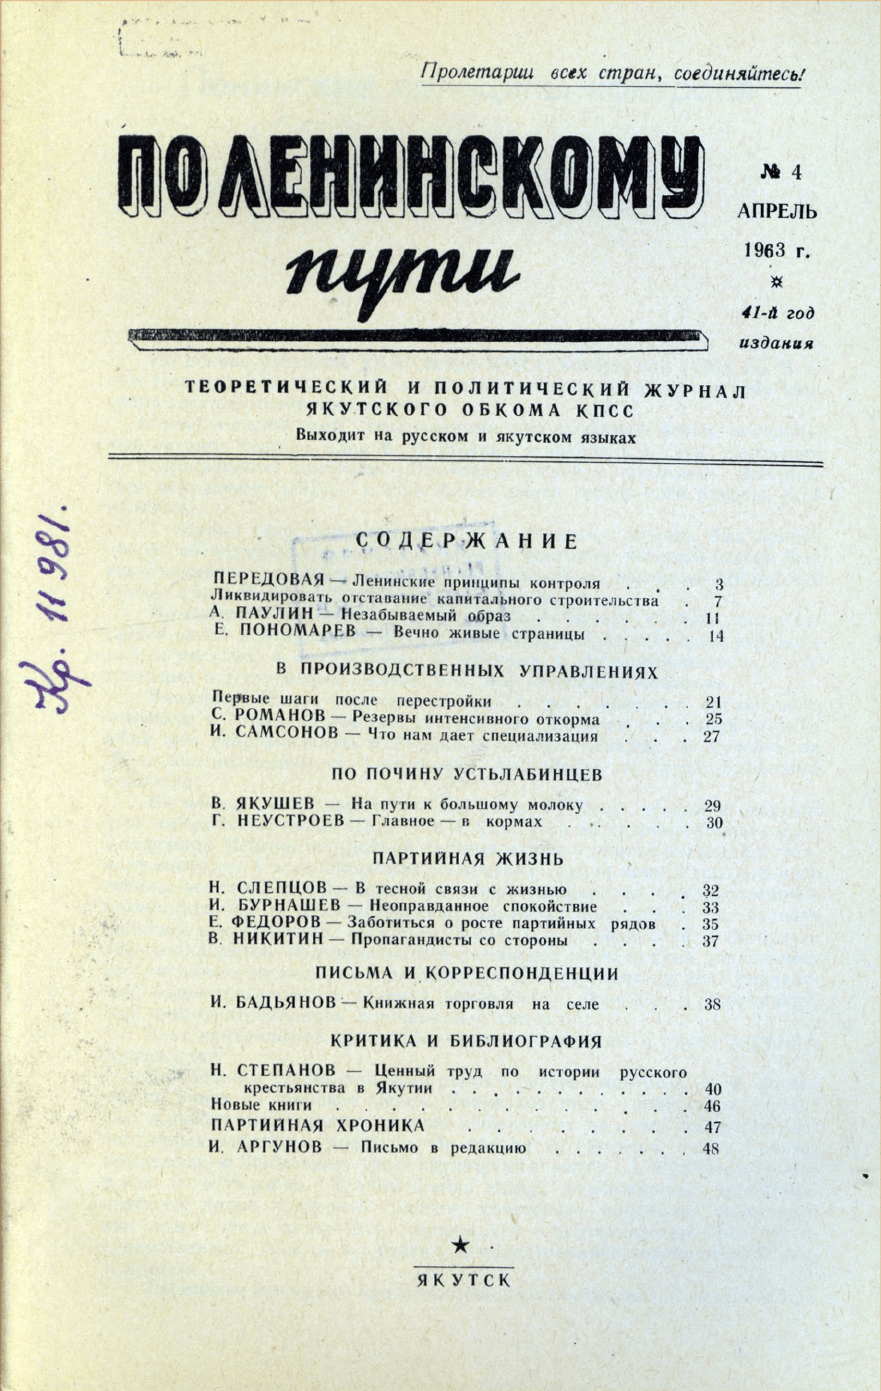 Пролетарии всех стран, соединяйтесь!
ПО ЛЕНИНСКОМУ
пути
№ 4
АПРЕЛЬ
1963 г.
41-й год
издания
ТЕОРЕТИЧЕСКИЙ И ПОЛИТИЧЕСКИЙ ЖУРНАЛ
ЯКУТСКОГО ОБКОМА КПСС
Выходит на русском и якутском языках
Кр. 11981.
СОДЕРЖАНИЕ
ПЕРЕДОВАЯ — Ленинские принципы контроля . . . 3
Ликвидировать отставание капитального строительства . 7
А. ПАУЛИН — Незабываемый образ . . . . . . 11
Е. ПОНОМАРЕВ — Вечно живые страницы . . . . . 14
В ПРОИЗВОДСТВЕННЫХ УПРАВЛЕНИЯХ
Первые шаги после перестройки . . . . . . . 21
С. РОМАНОВ — Резервы интенсивного откорма . . . 25
И. САМСОНОВ — Что нам дает специализация . . . 27
ПО ПОЧИНУ УСТЬЛАБИНЦЕВ
В. ЯКУШЕВ — На пути к большому молоку . . . . . 29
Г. НЕУСТРОЕВ — Главное — в кормах . . . . . . 30
ПАРТИЙНАЯ ЖИЗНЬ
Н. СЛЕПЦОВ — В тесной связи с жизнью . . . . 32
И. БУРНАШЕВ — Неоправданное спокойствие . . . 33
Е. ФЕДОРОВ — Заботиться о росте партийных рядов . 35
В. НИКИТИН — Пропагандисты со стороны . . . . 37
ПИСЬМА И КОРРЕСПОНДЕНЦИИ
И. БАДЬЯНОВ — Книжная торговля на селе . . . 38
КРИТИКА И БИБЛИОГРАФИЯ
Н. СТЕПАНОВ — Ценный труд по истории русского
крестьянства в Якутии . . . . . . . . . . . . 40
Новые книги . . . . . . . . . . . . . 46
ПАРТИЙНАЯ ХРОНИКА . . . . . . . . 47
И. АРГУНОВ — Письмо в редакцию . . . . . . . 48
ЯКУТСК